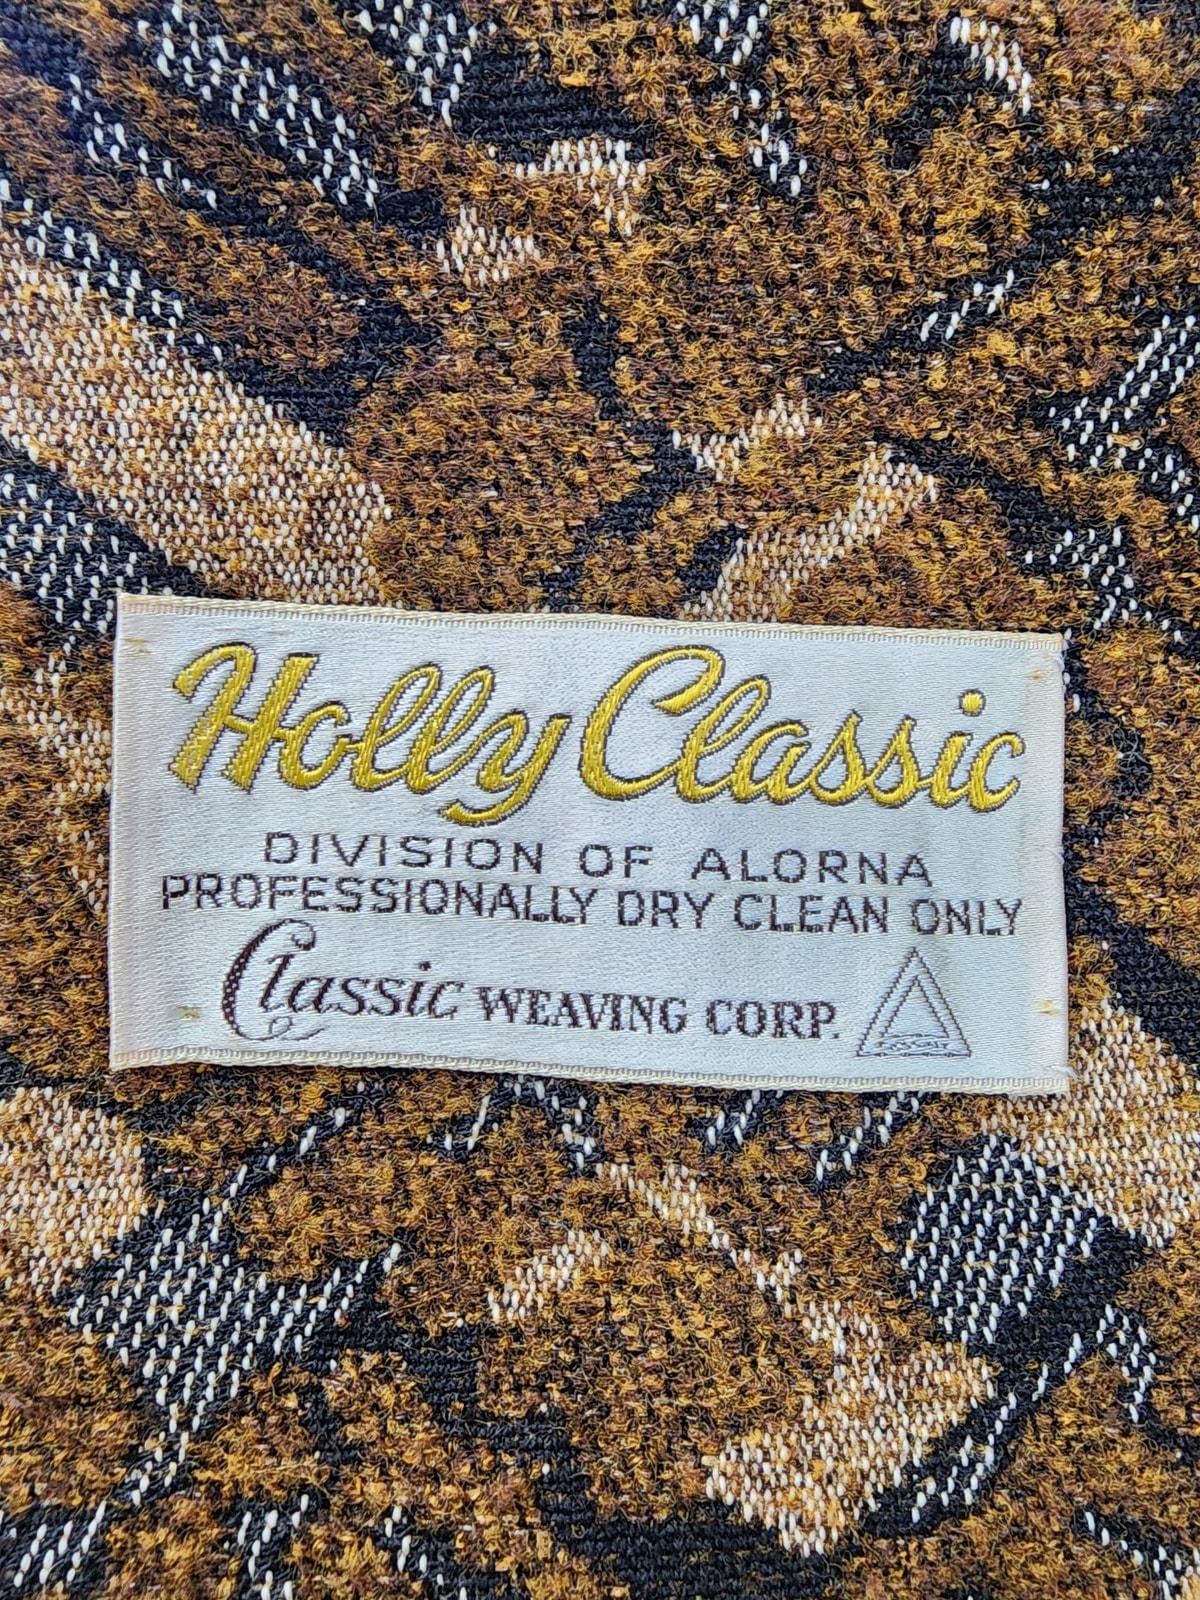 Holly Classic
DIVISION OF ALORNA
PROFESSIONALLY DRY CLEAN ONLY
Classic WEAVING CORP.